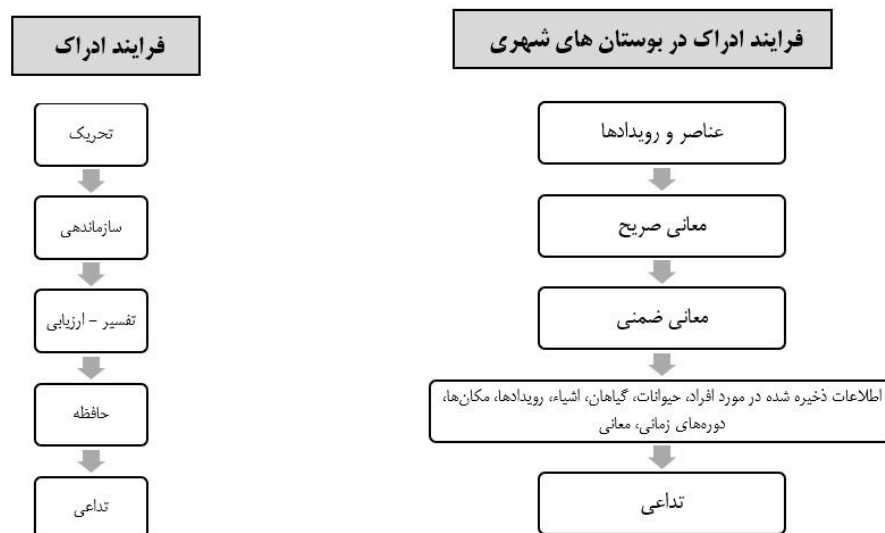 فرایند ادراک در بوستان های شهری
عناصر و رویدادها
معانی صریح
معانی ضمنی
اطلاعات ذخیره شده در مورد افراد، حیوانات، گیاهان، اشیاء، رویدادها، مکان‌ها،
دوره‌های زمانی، معانی
تداعی
فرایند ادراک
تحریک
سازماندهی
تفسیر - ارزیابی
حافظه
تداعی